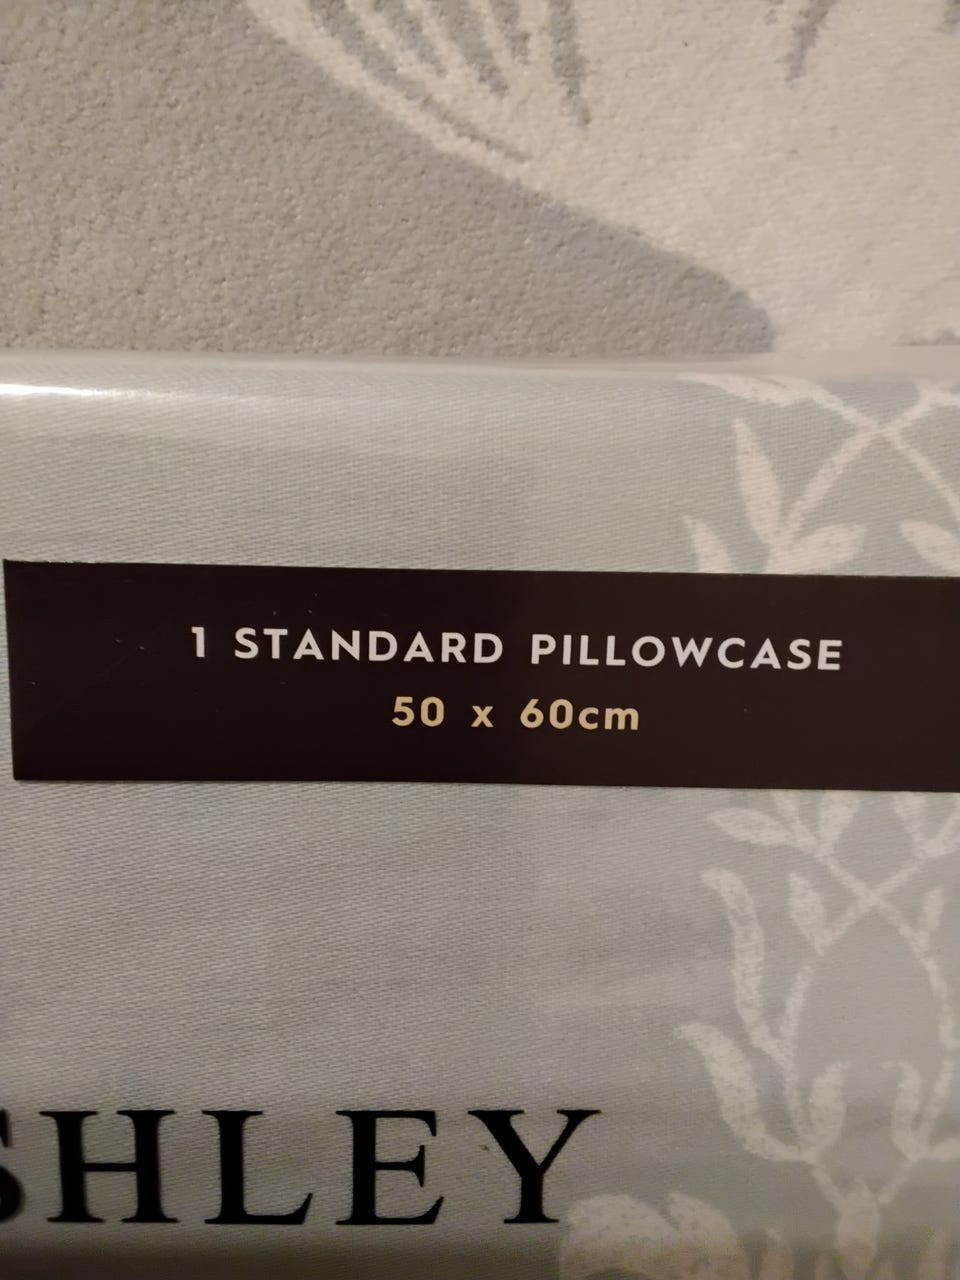 1 STANDARD PILLOWCASE
50 x 60cm
SHLEY